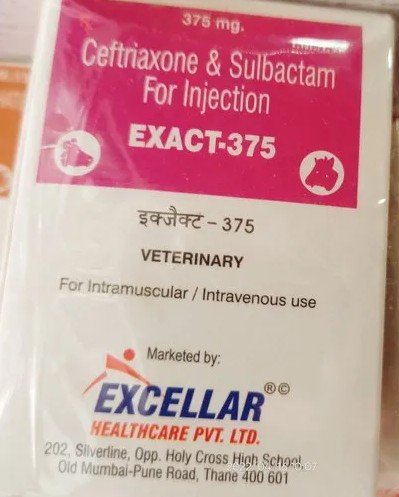 375 mg.
Ceftriaxone & Sulbactam
For Injection
EXACT-375
इक्जैक्ट - 375
VETERINARY
For Intramuscular / Intravenous use
Marketed by:
EXCELLAR ®©
HEALTHCARE PVT. LTD.
202, Silverline, Opp. Holy Cross High School,
Old Mumbai-Pune Road, Thane 400 601